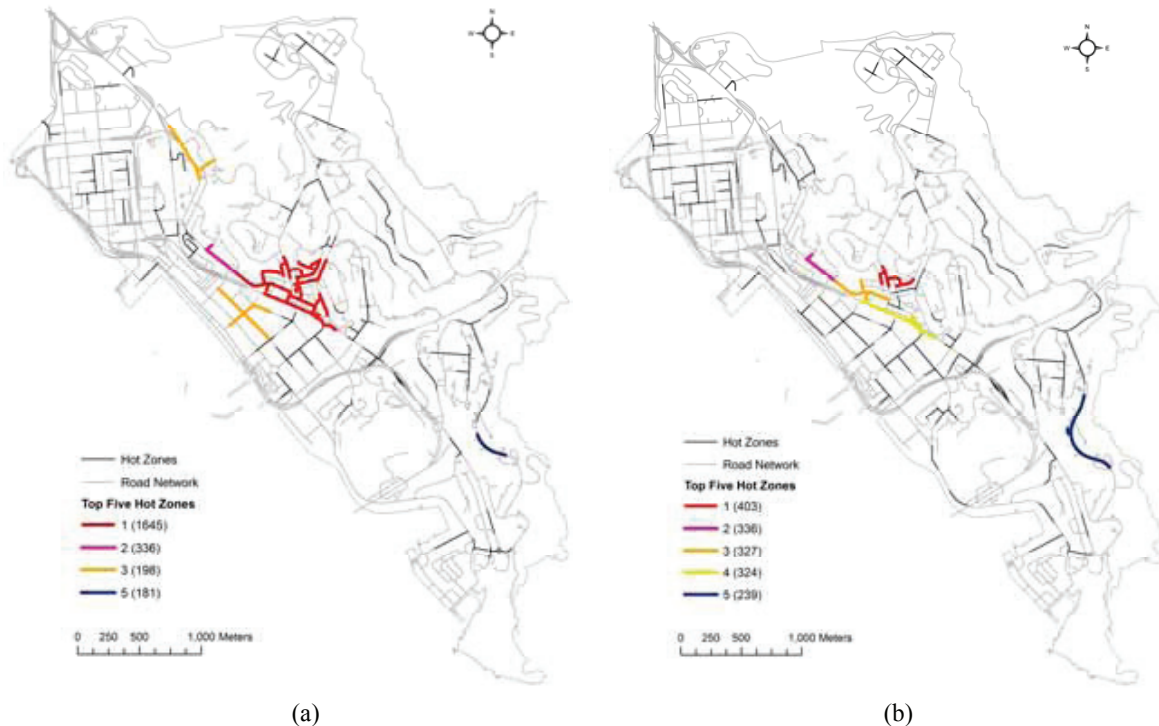 N
W E
S
Hot Zones
Road Network
Top Five Hot Zones
1 (1645)
2 (336)
3 (198)
5 (181)
0 250 500 1,000 Meters
(a)
N
W E
S
Hot Zones
Road Network
Top Five Hot Zones
1 (403)
2 (336)
3 (327)
4 (324)
5 (239)
0 250 500 1,000 Meters
(b)